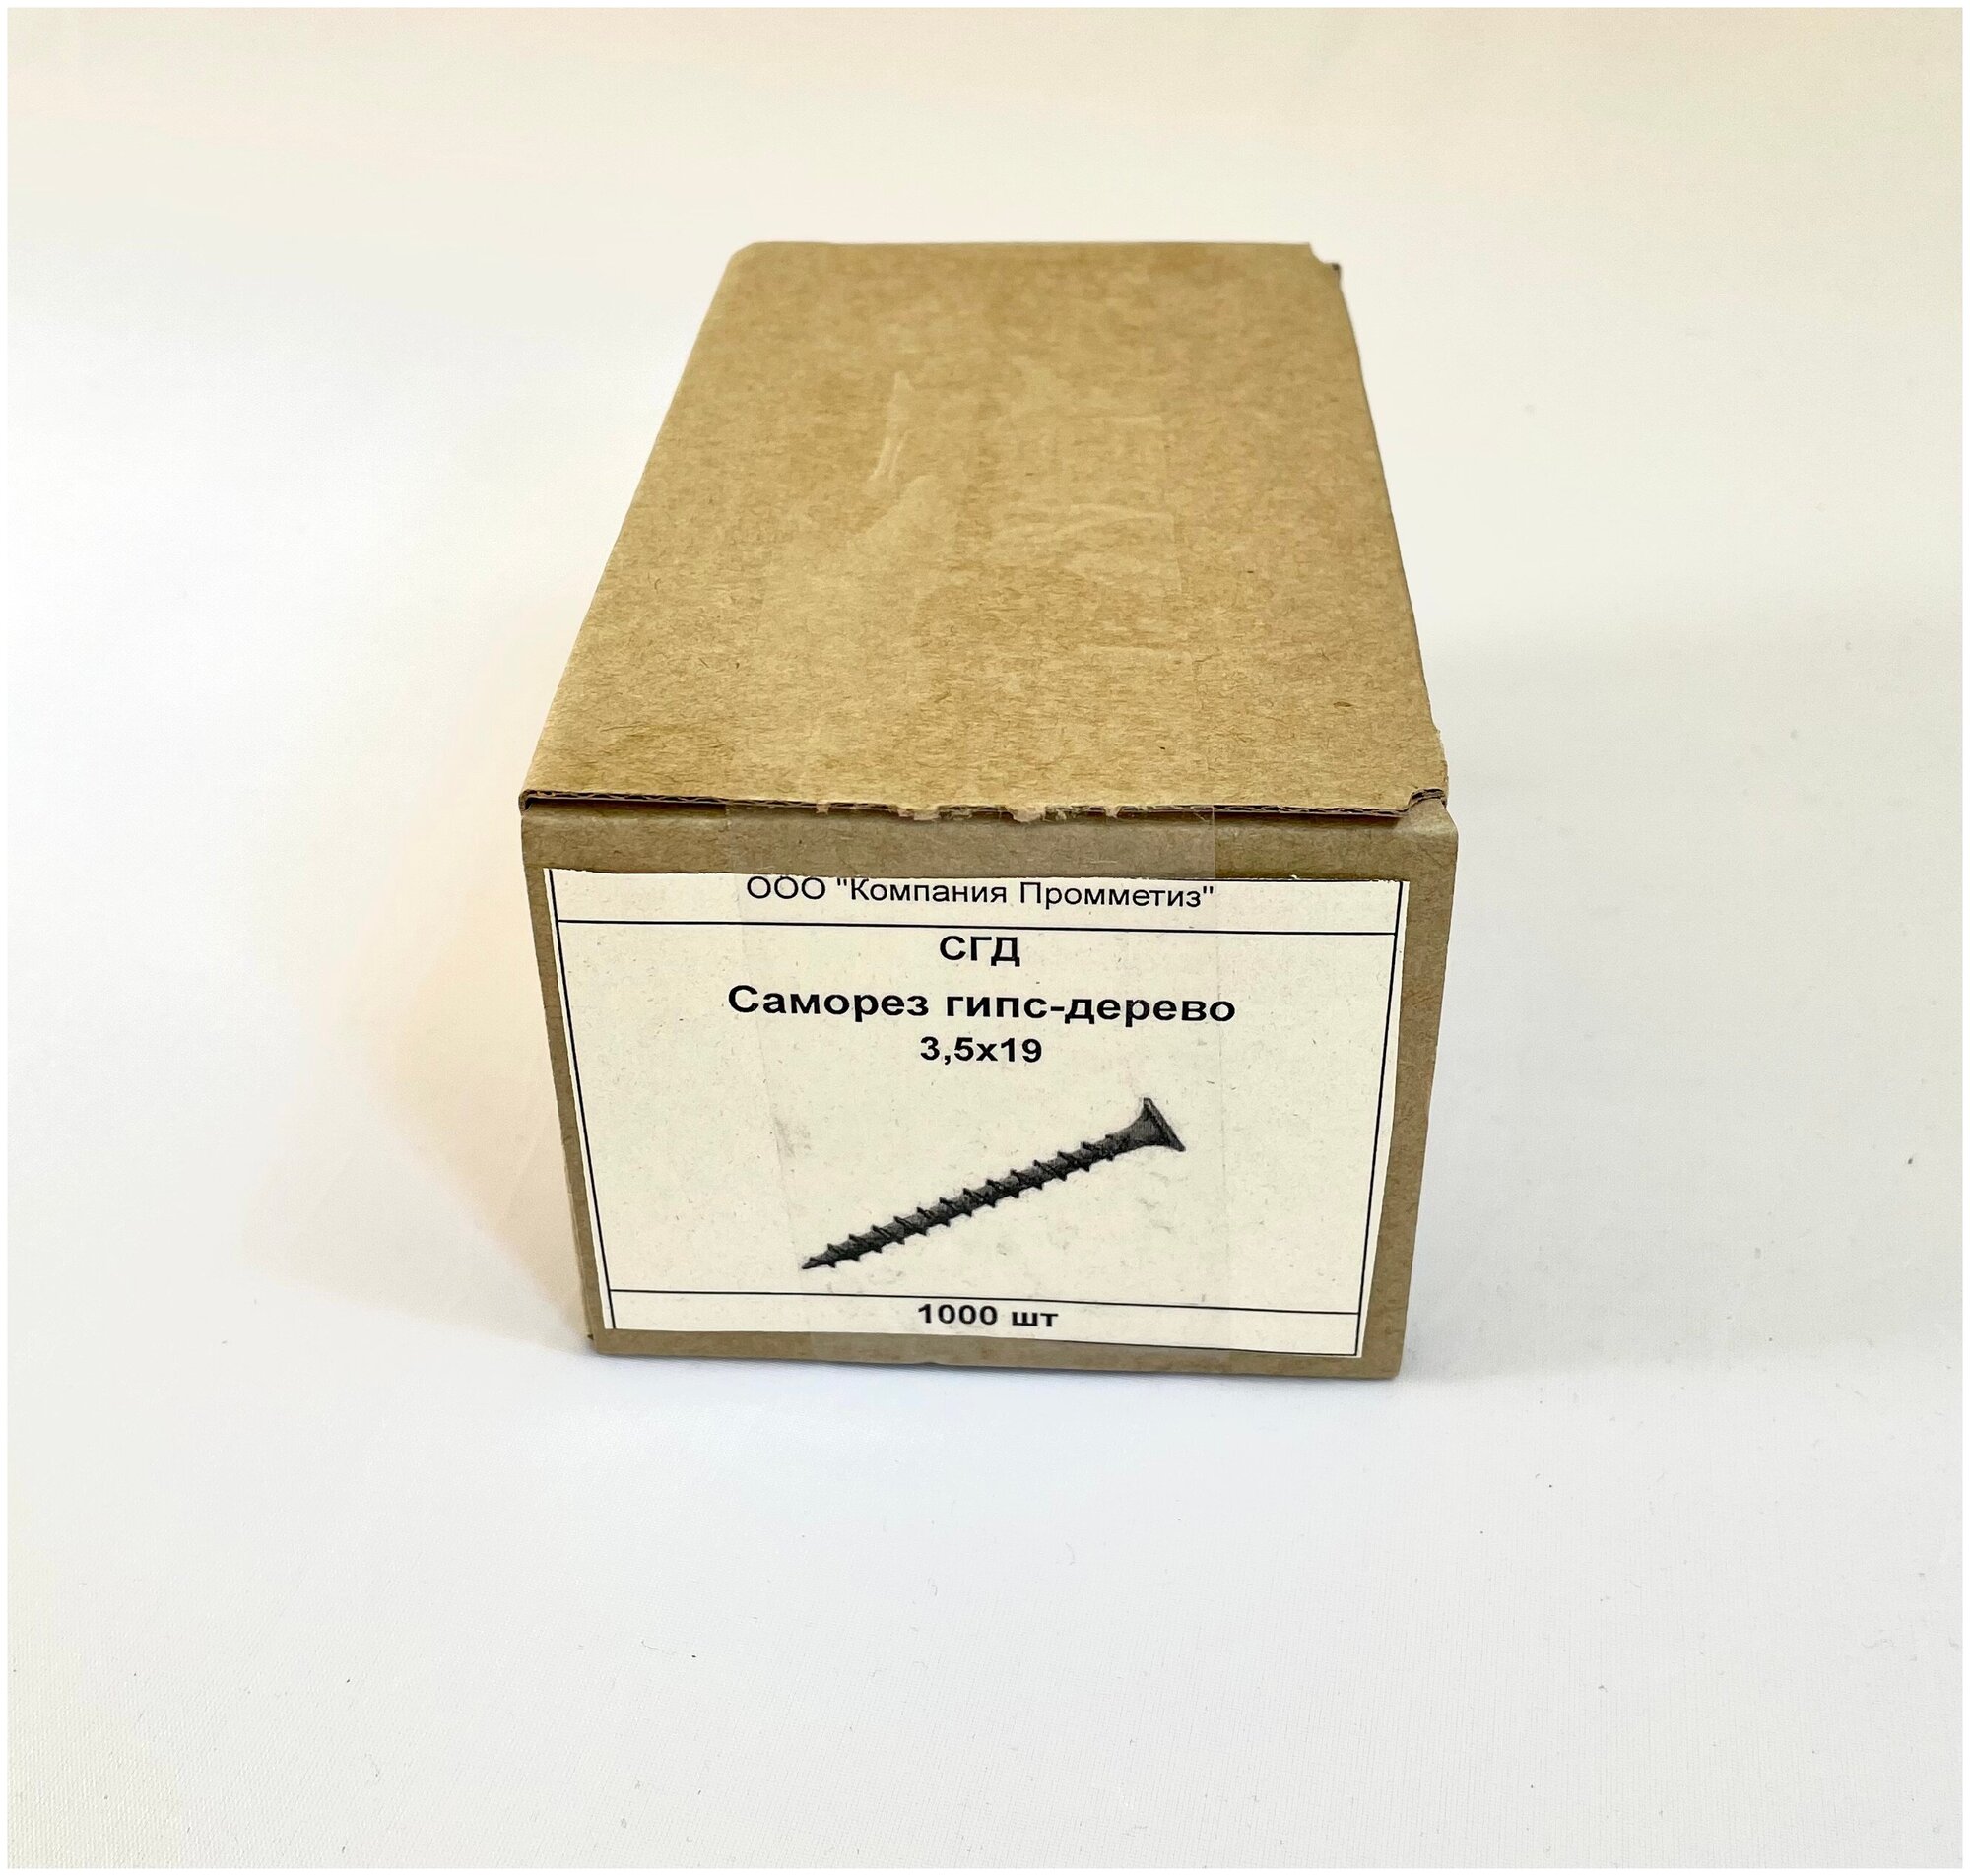 ООО "Компания Промметиз"
СГД
Саморез гипс-дерево
3,5х19
1000 шт